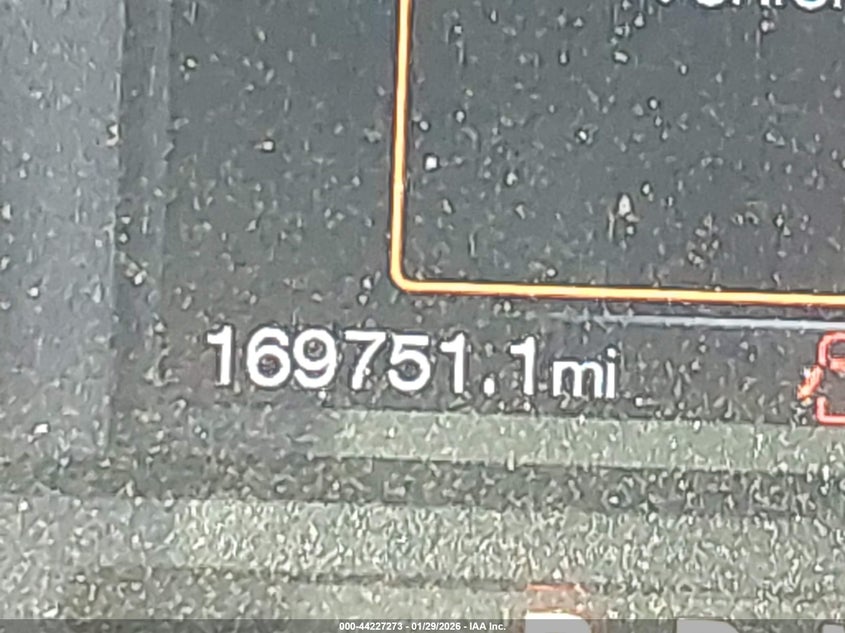 169751.1mi
000-44227273 - 01/29/2026 - IAA Inc.